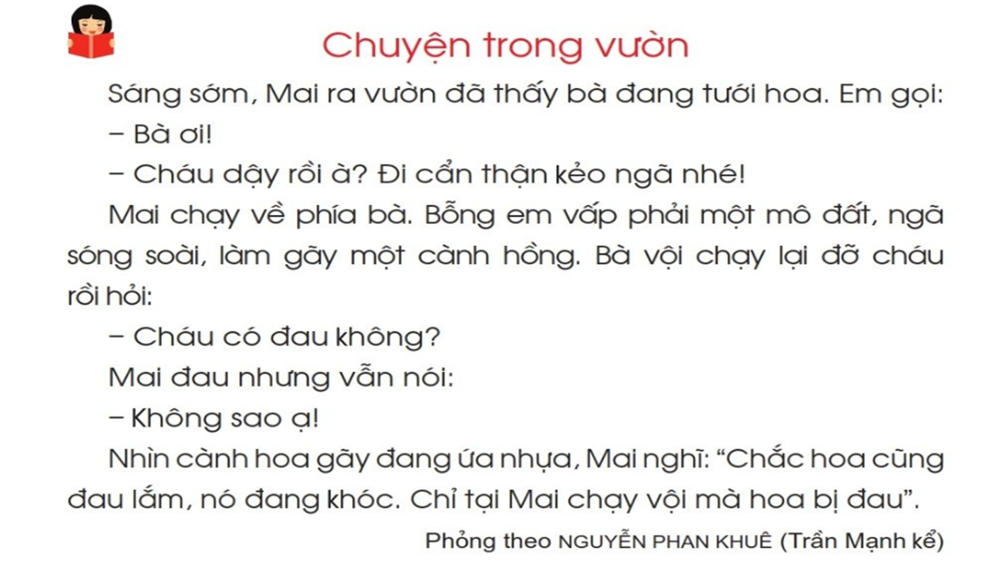 Chuyện trong vườn
Sáng sớm, Mai ra vườn đã thấy bà đang tưới hoa. Em gọi:
– Bà ơi!
– Cháu dậy rồi à? Đi cẩn thận kẻo ngã nhé!
Mai chạy về phía bà. Bỗng em vấp phải một mô đất, ngã
sóng soài, làm gãy một cành hồng. Bà vội chạy lại đỡ cháu
rồi hỏi:
– Cháu có đau không?
Mai đau nhưng vẫn nói:
– Không sao ạ!
Nhìn cành hoa gãy đang ứa nhựa, Mai nghĩ: “Chắc hoa cũng
đau lắm, nó đang khóc. Chỉ tại Mai chạy vội mà hoa bị đau”.
Phỏng theo NGUYỄN PHAN KHUÊ (Trần Mạnh kể)